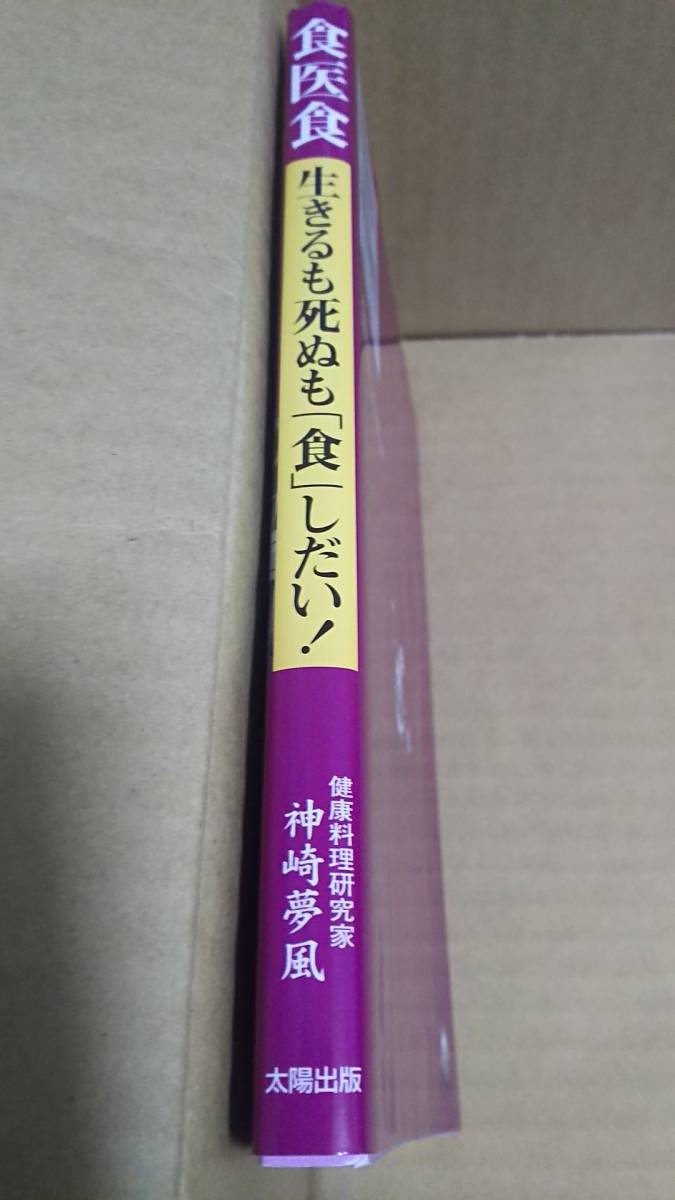 食医食
生きるも死ぬも「食」しだい!
健康料理研究家
神崎夢風
太陽出版